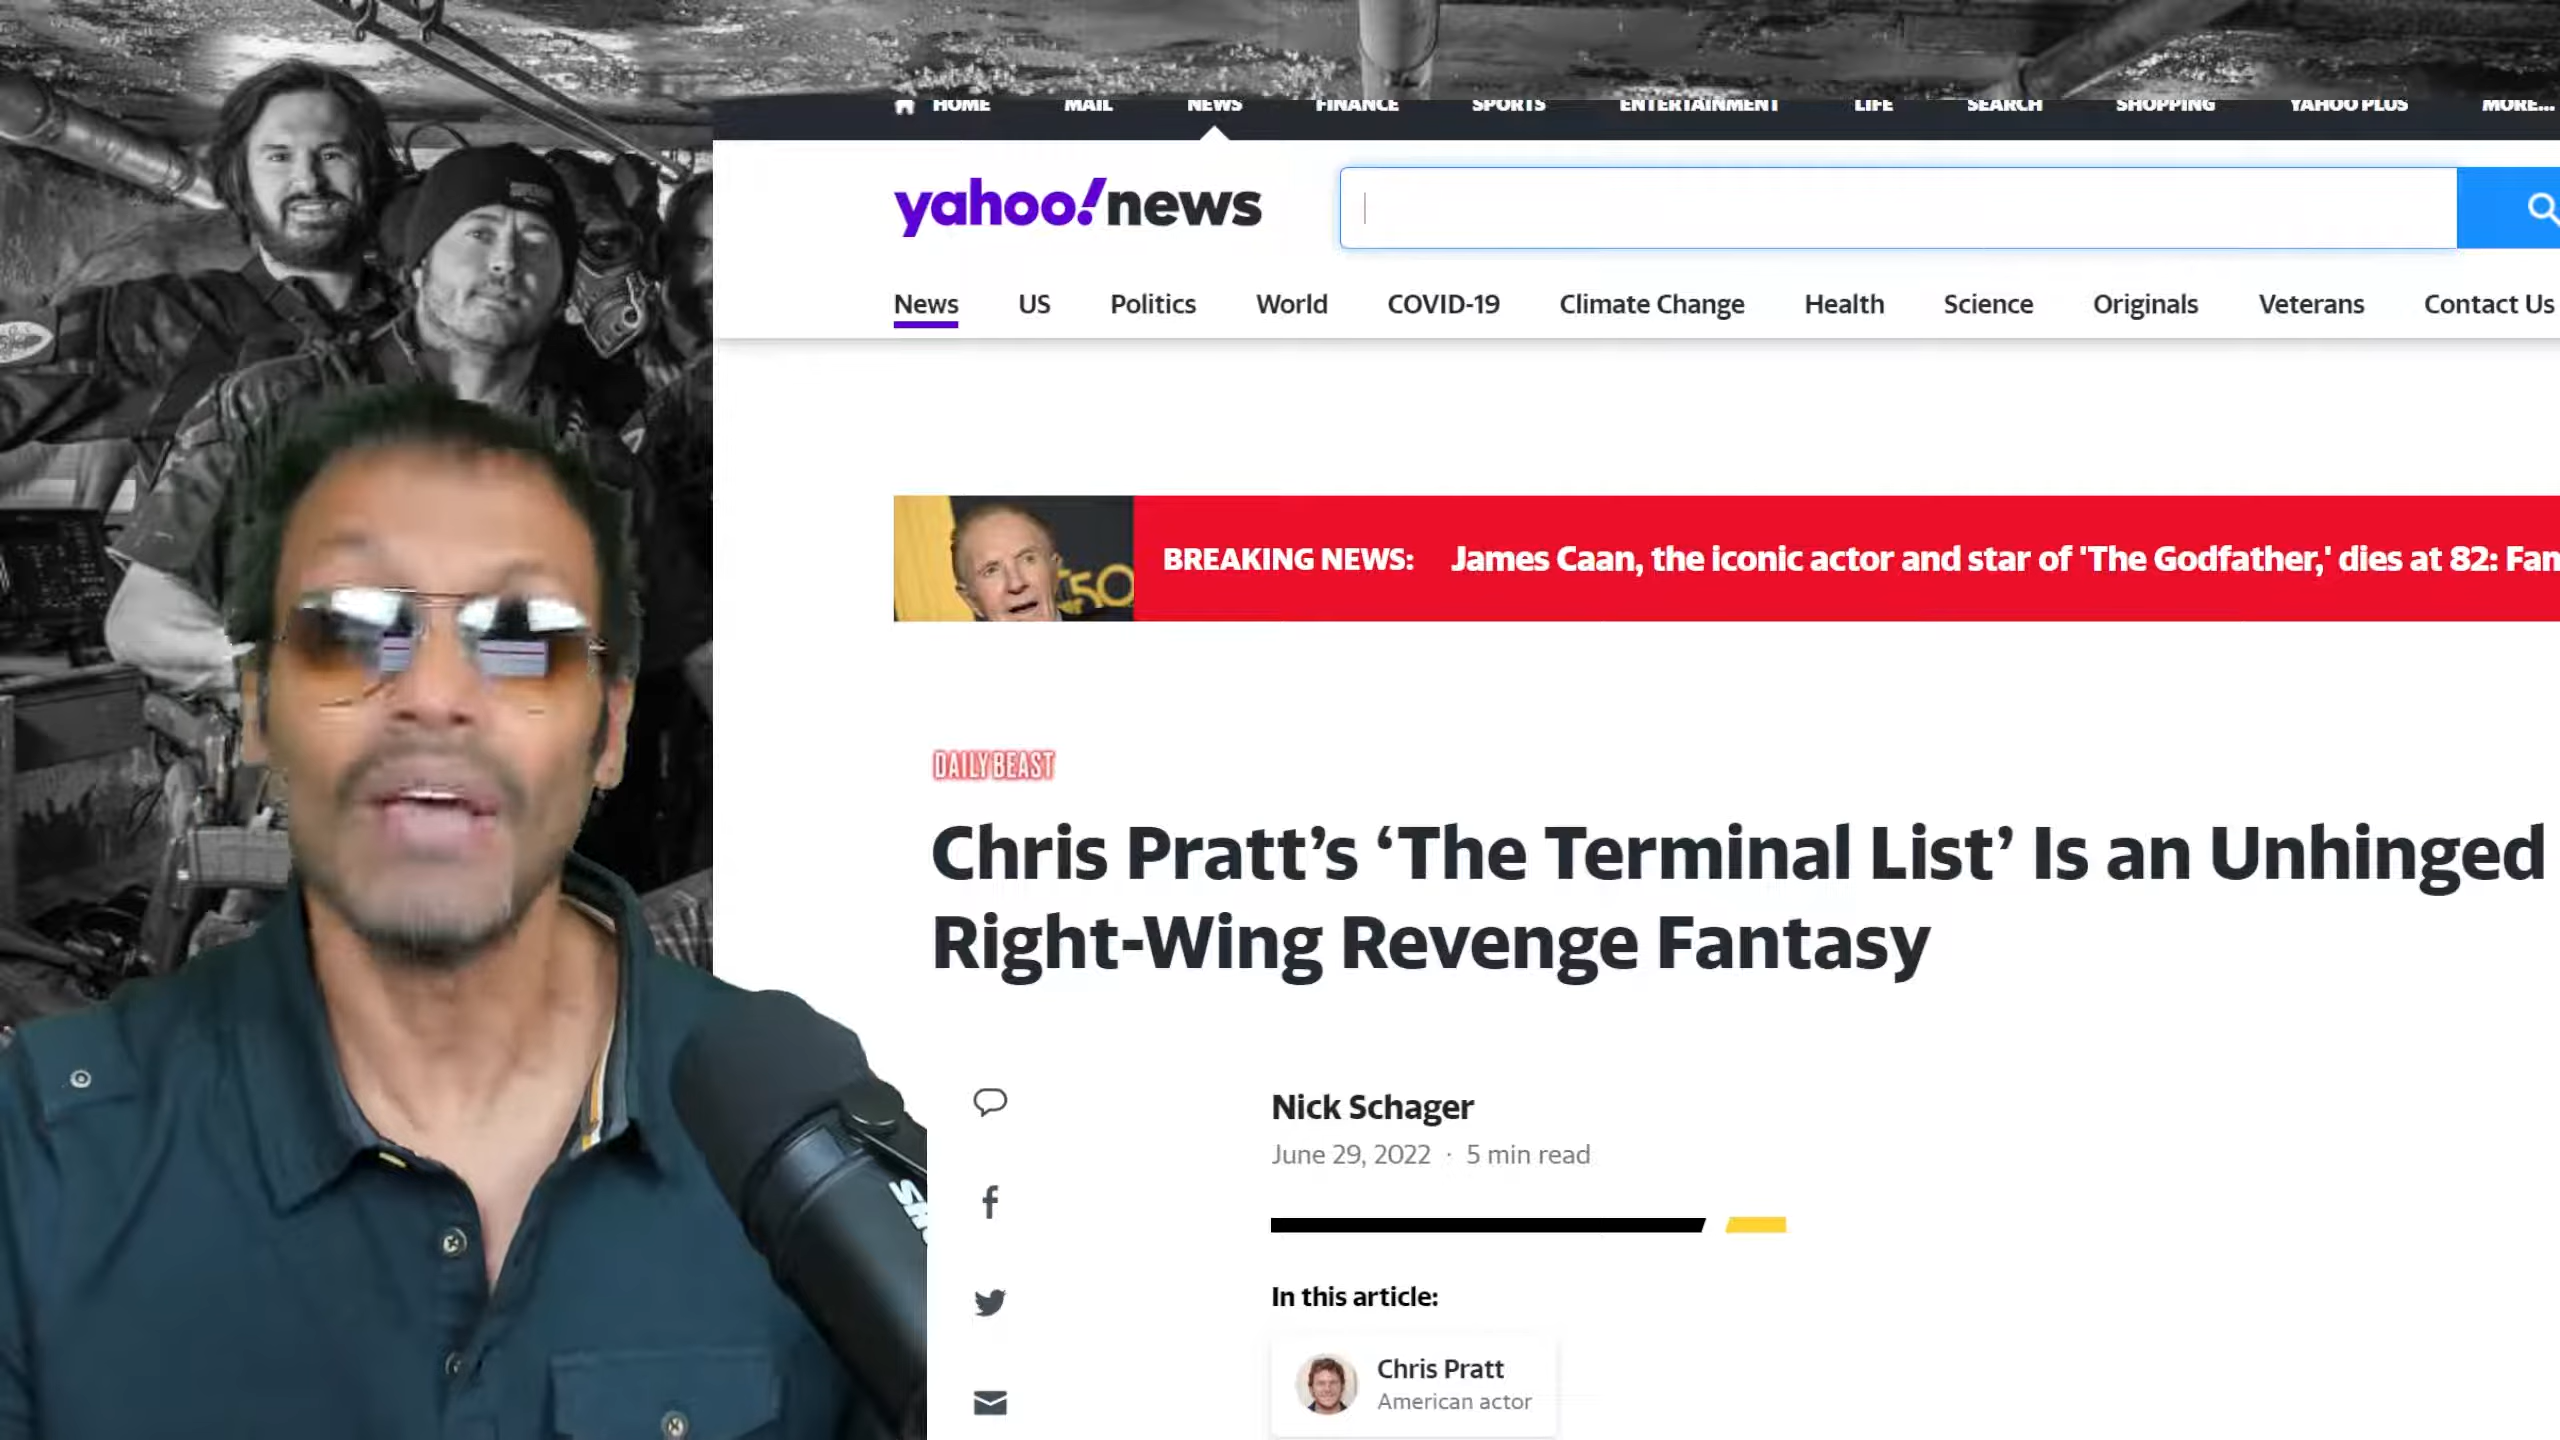 HOME MAIL NEWS FINANCE SPORTS ENTERTAINMENT LIFE SEARCH SHOPPING YAHOO PLUS MORE...
yahoo!news
News US Politics World COVID-19 Climate Change Health Science Originals Veterans Contact Us
BREAKING NEWS: James Caan, the iconic actor and star of 'The Godfather,' dies at 82: Fam
50
DAILY BEAST
Chris Pratt’s ‘The Terminal List’ Is an Unhinged
Right-Wing Revenge Fantasy
Nick Schager
June 29, 2022 · 5 min read
In this article:
Chris Pratt
American actor